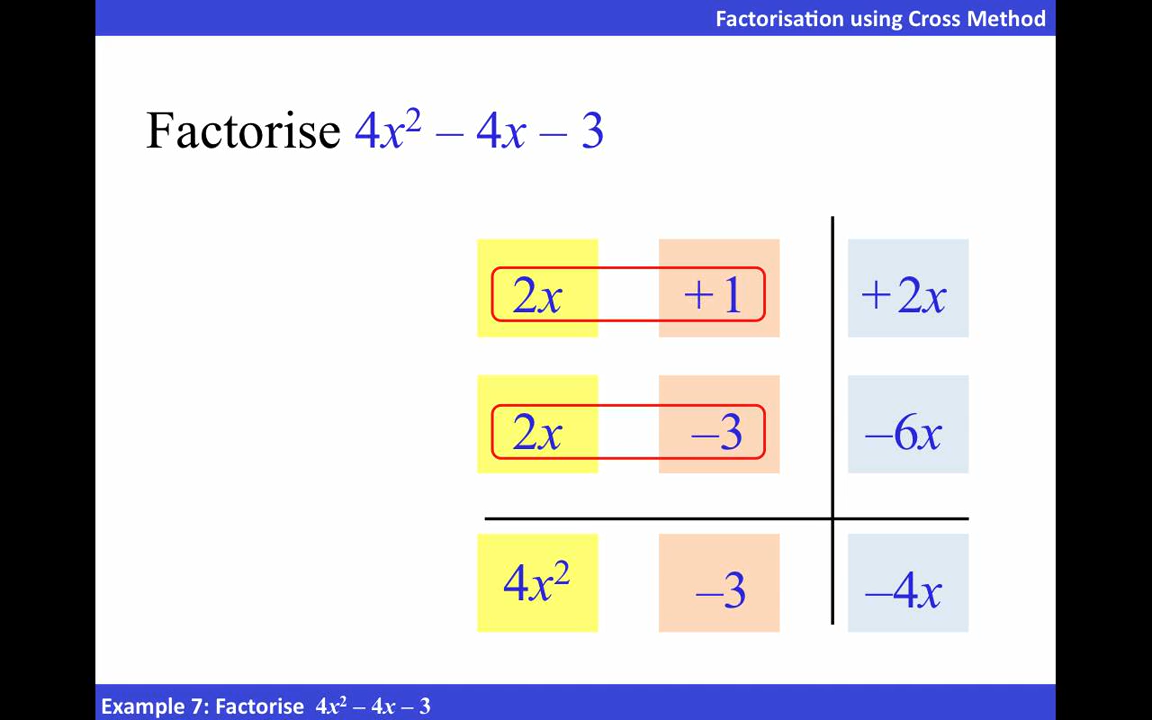 Factorisation using Cross Method
Factorise 4x² – 4x – 3
2x +1 +2x
2x –3 –6x
4x² –3 –4x
Example 7: Factorise 4x² – 4x – 3